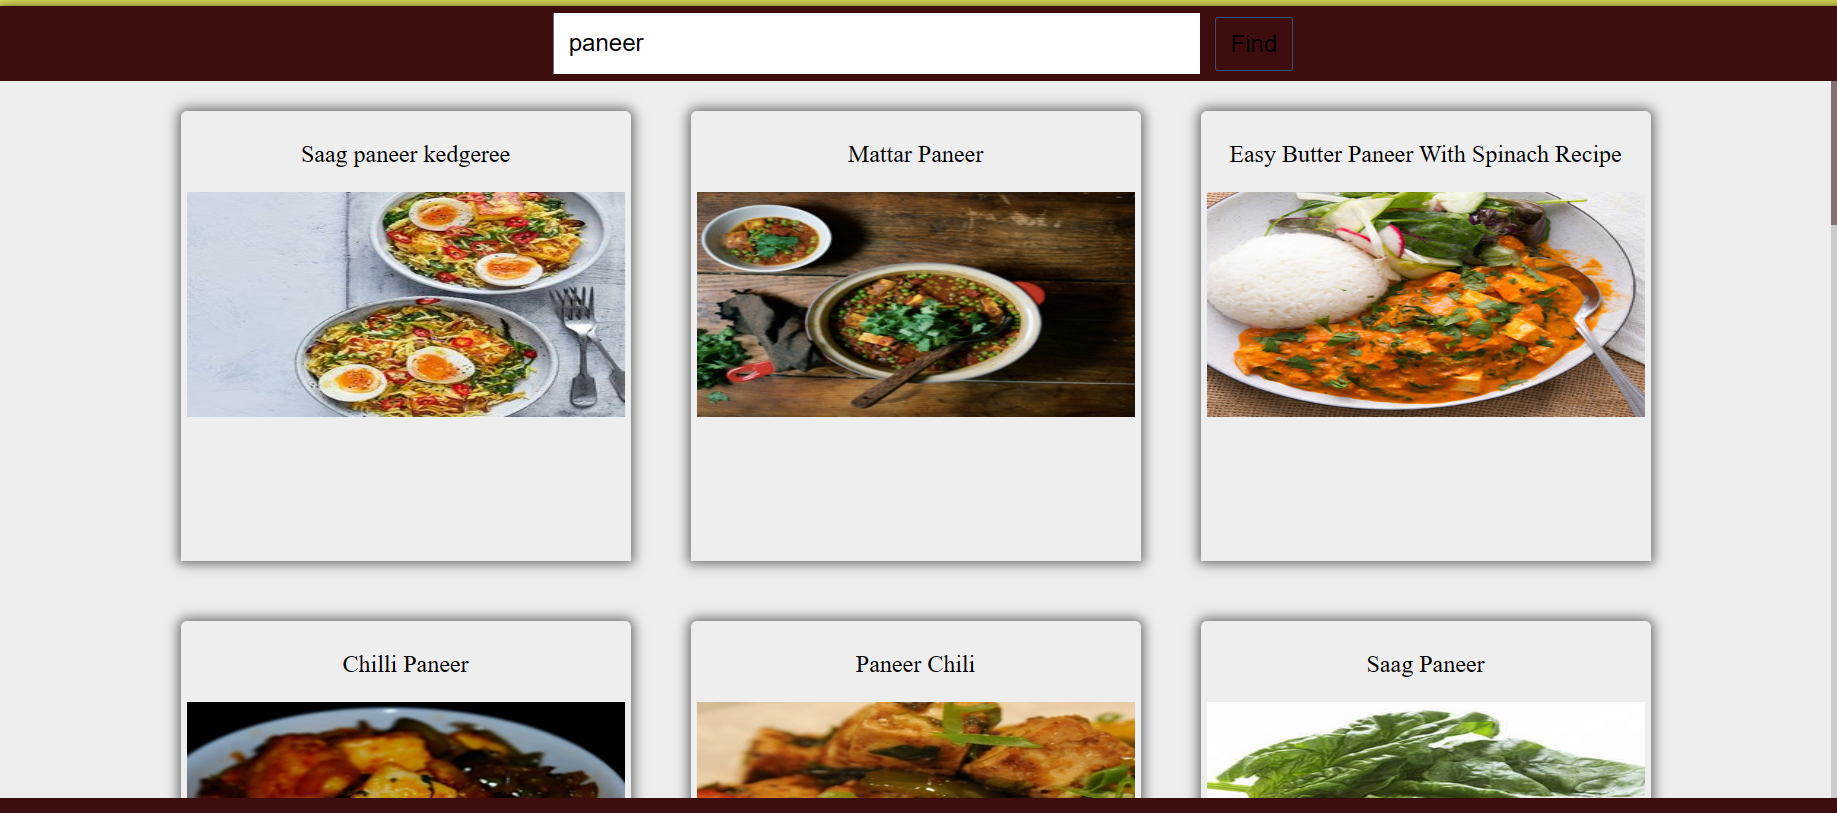 paneer
Find
Saag paneer kedgeree
Mattar Paneer
Easy Butter Paneer With Spinach Recipe
Chilli Paneer
Paneer Chili
Saag Paneer